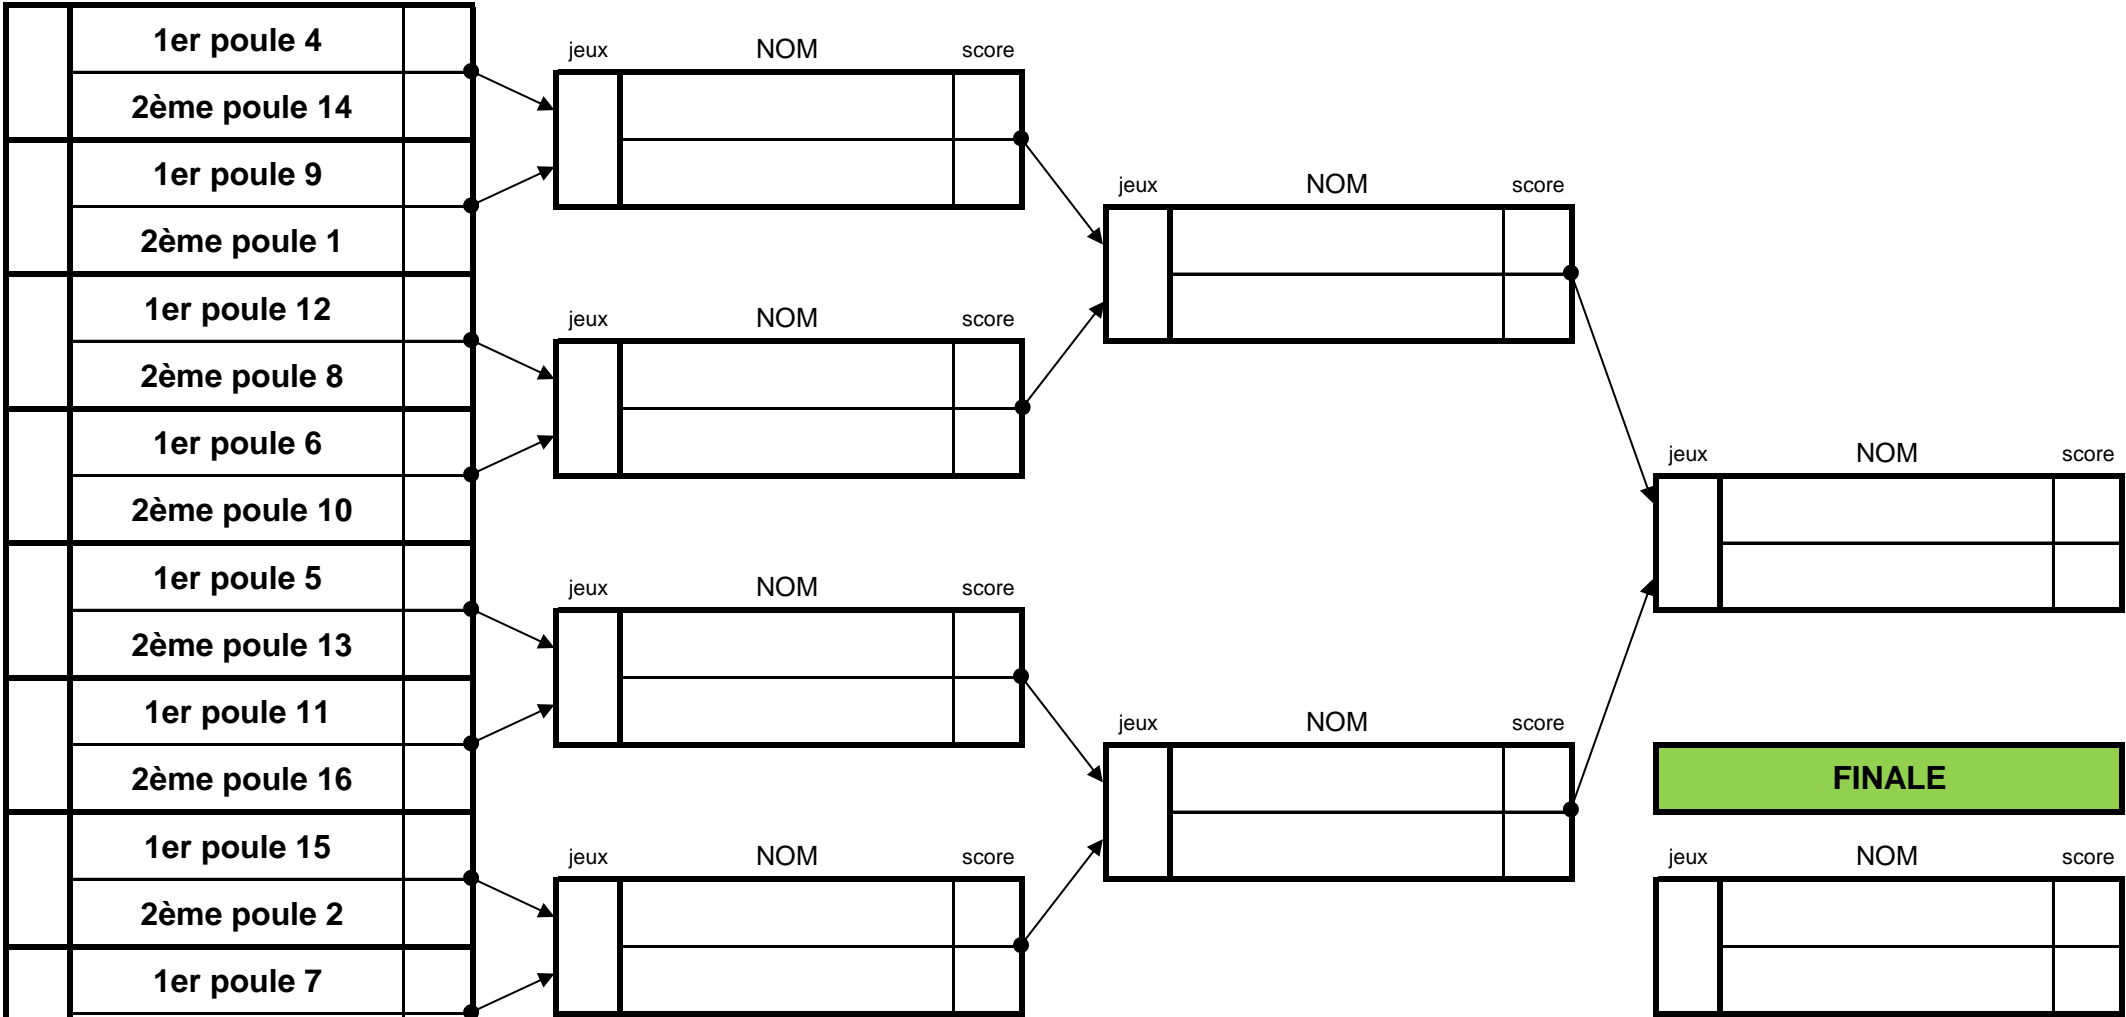 1er poule 4
jeux NOM score
2ème poule 14
1er poule 9
jeux NOM score
2ème poule 1
1er poule 12
jeux NOM score
2ème poule 8
1er poule 6
jeux NOM score
2ème poule 10
1er poule 5
jeux NOM score
2ème poule 13
1er poule 11
jeux NOM score
2ème poule 16
FINALE
1er poule 15
jeux NOM score
jeux NOM score
2ème poule 2
1er poule 7